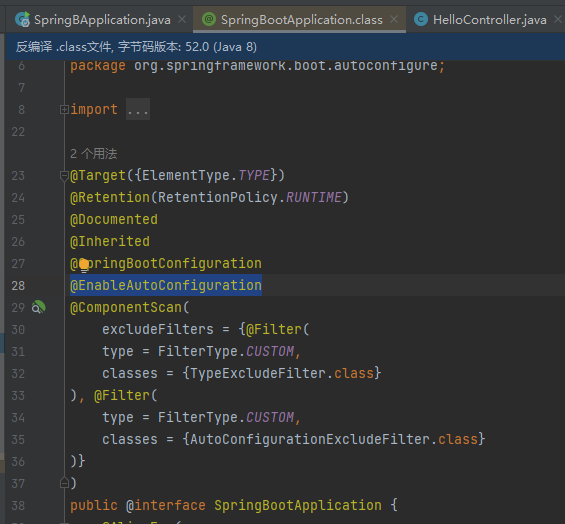 SpringBApplication.java
SpringBootApplication.class
HelloController.java
反编译 .class文件, 字节码版本: 52.0 (Java 8)
6 package org.springframework.boot.autoconfigure;
7
8 import ...
22
2 个用法
23 @Target({ElementType.TYPE})
24 @Retention(RetentionPolicy.RUNTIME)
25 @Documented
26 @Inherited
27 @SpringBootConfiguration
28 @EnableAutoConfiguration
29 @ComponentScan(
30 excludeFilters = {@Filter(
31 type = FilterType.CUSTOM,
32 classes = {TypeExcludeFilter.class}
33 ), @Filter(
34 type = FilterType.CUSTOM,
35 classes = {AutoConfigurationExcludeFilter.class}
36 )}
37 )
38 public @interface SpringBootApplication {